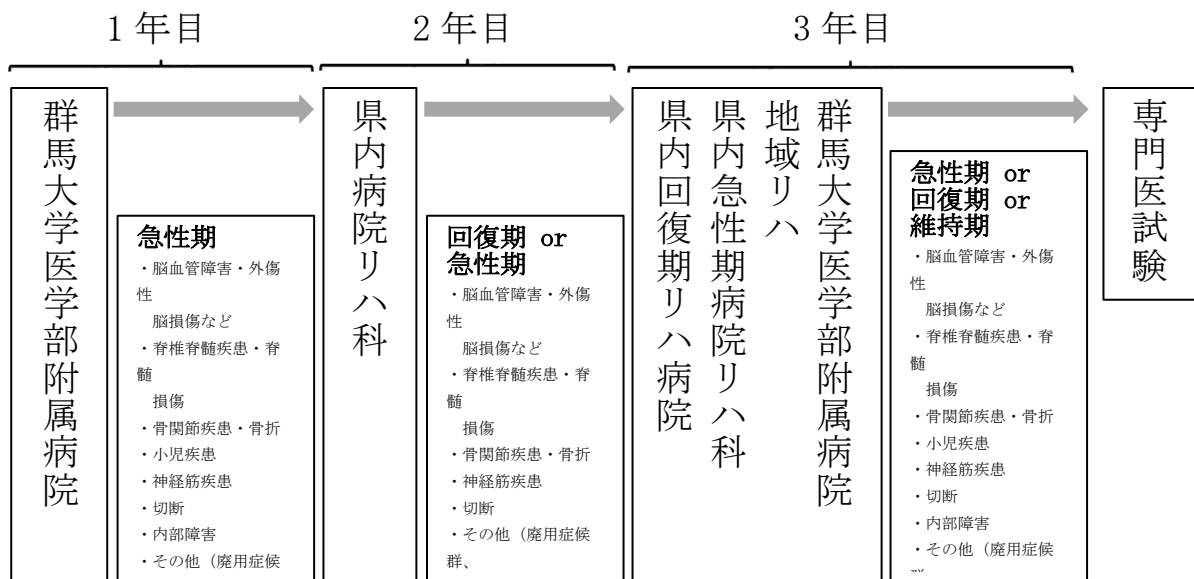 1年目
2年目
3年目
群馬大学医学部附属病院
急性期
・脳血管障害・外傷
性
脳損傷など
・脊椎脊髄疾患・脊
髄
損傷
・骨関節疾患・骨折
・小児疾患
・神経筋疾患
・切断
・内部障害
・その他（廃用症候
県内病院リハ科
回復期 or
急性期
・脳血管障害・外傷
性
脳損傷など
・脊椎脊髄疾患・脊
髄
損傷
・骨関節疾患・骨折
・神経筋疾患
・切断
・その他（廃用症候
群、
群馬大学医学部附属病院
地域リハ
県内急性期病院リハ科
県内回復期リハ病院
急性期 or
回復期 or
維持期
・脳血管障害・外傷
性
脳損傷など
・脊椎脊髄疾患・脊
髄
損傷
・骨関節疾患・骨折
・小児疾患
・神経筋疾患
・切断
・内部障害
・その他（廃用症候
専門医試験